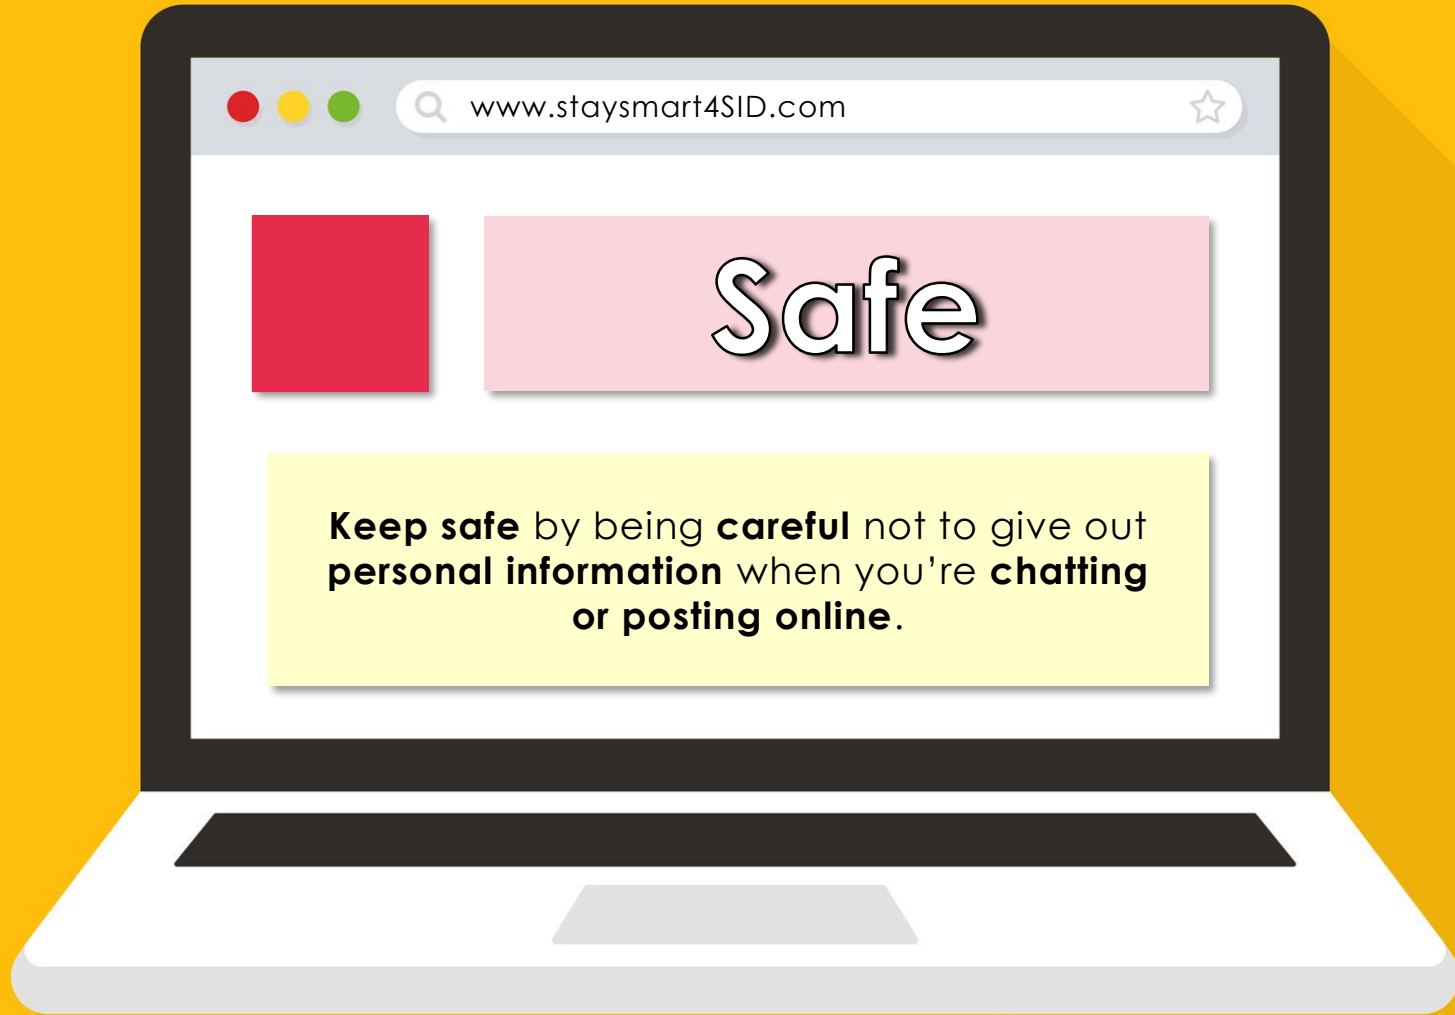 www.staysmart4SID.com
Safe
Keep safe by being careful not to give out
personal information when you’re chatting
or posting online.